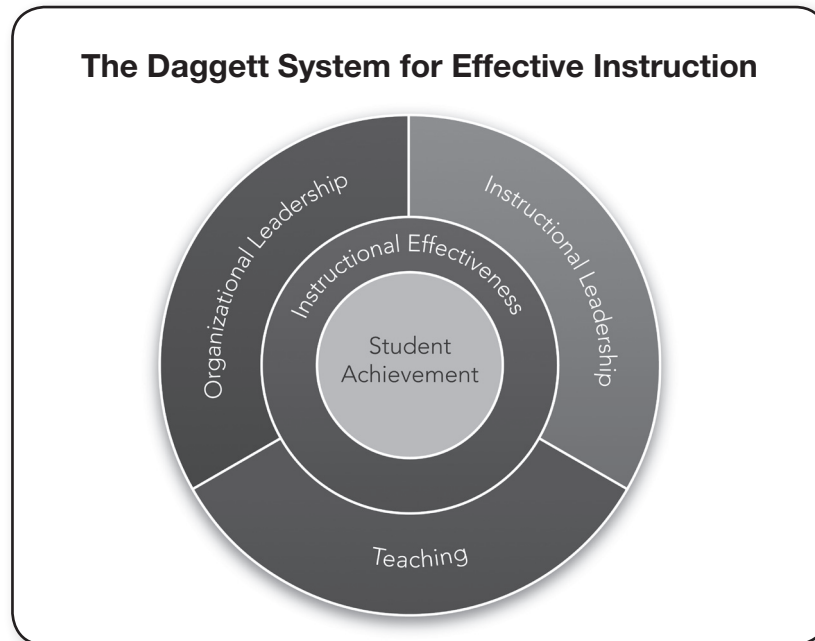 The Daggett System for Effective Instruction
Organizational Leadership
Instructional Leadership
Instructional Effectiveness
Student
Achievement
Teaching